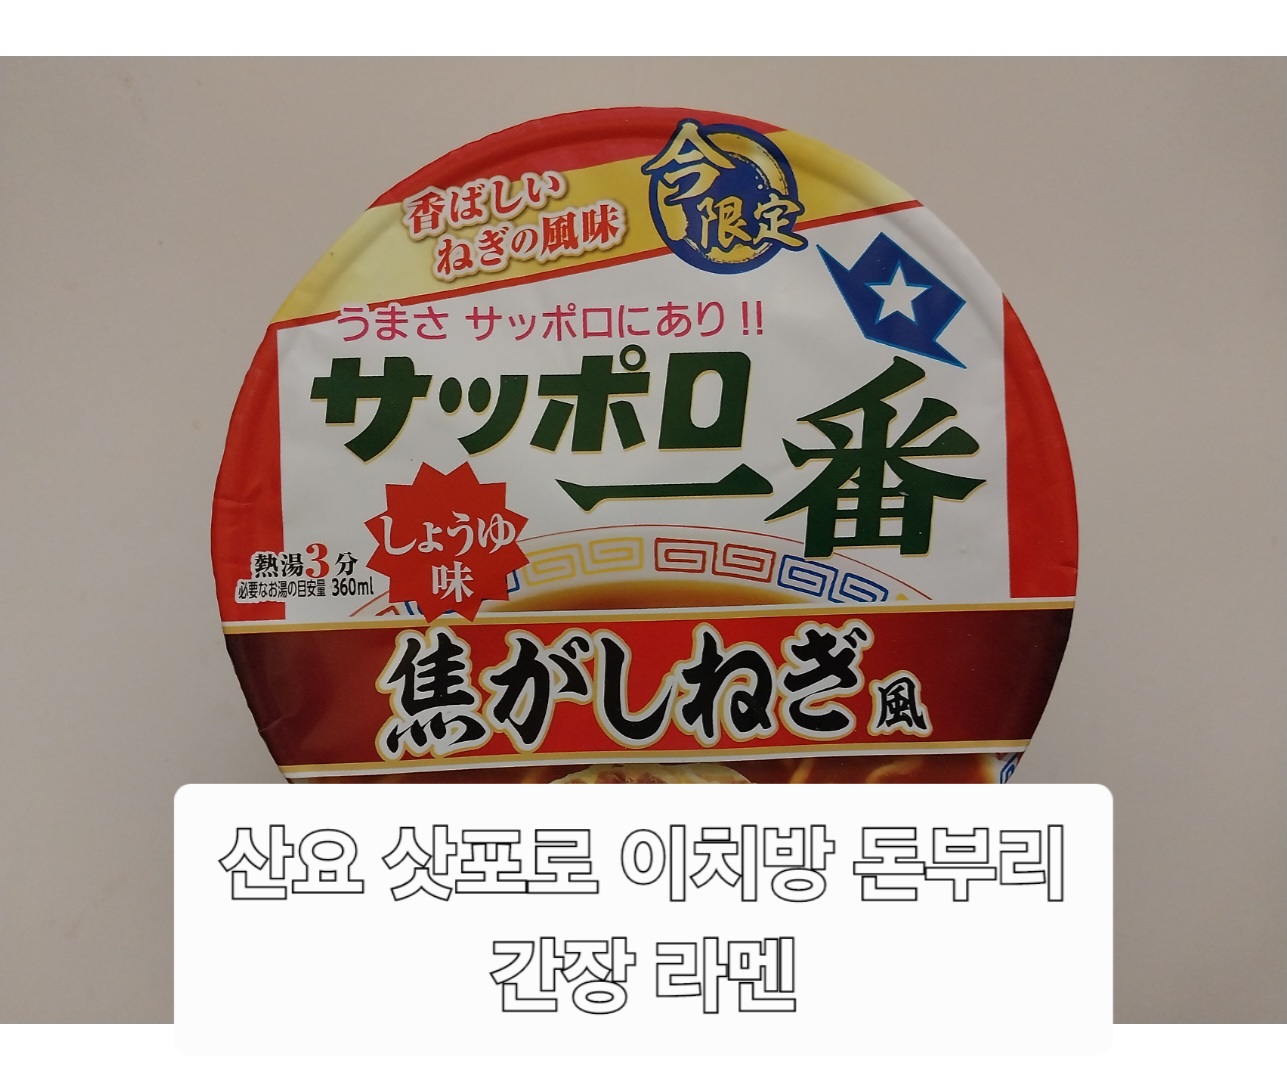 香ばしい
ねぎの風味
今
限定
うまさ サッポロにあり!!
サッポロ
一番
しょうゆ
味
熱湯3分
必要なお湯の目安量 360ml
焦がしねぎ風
산요 삿포로 이치방 돈부리
간장 라멘